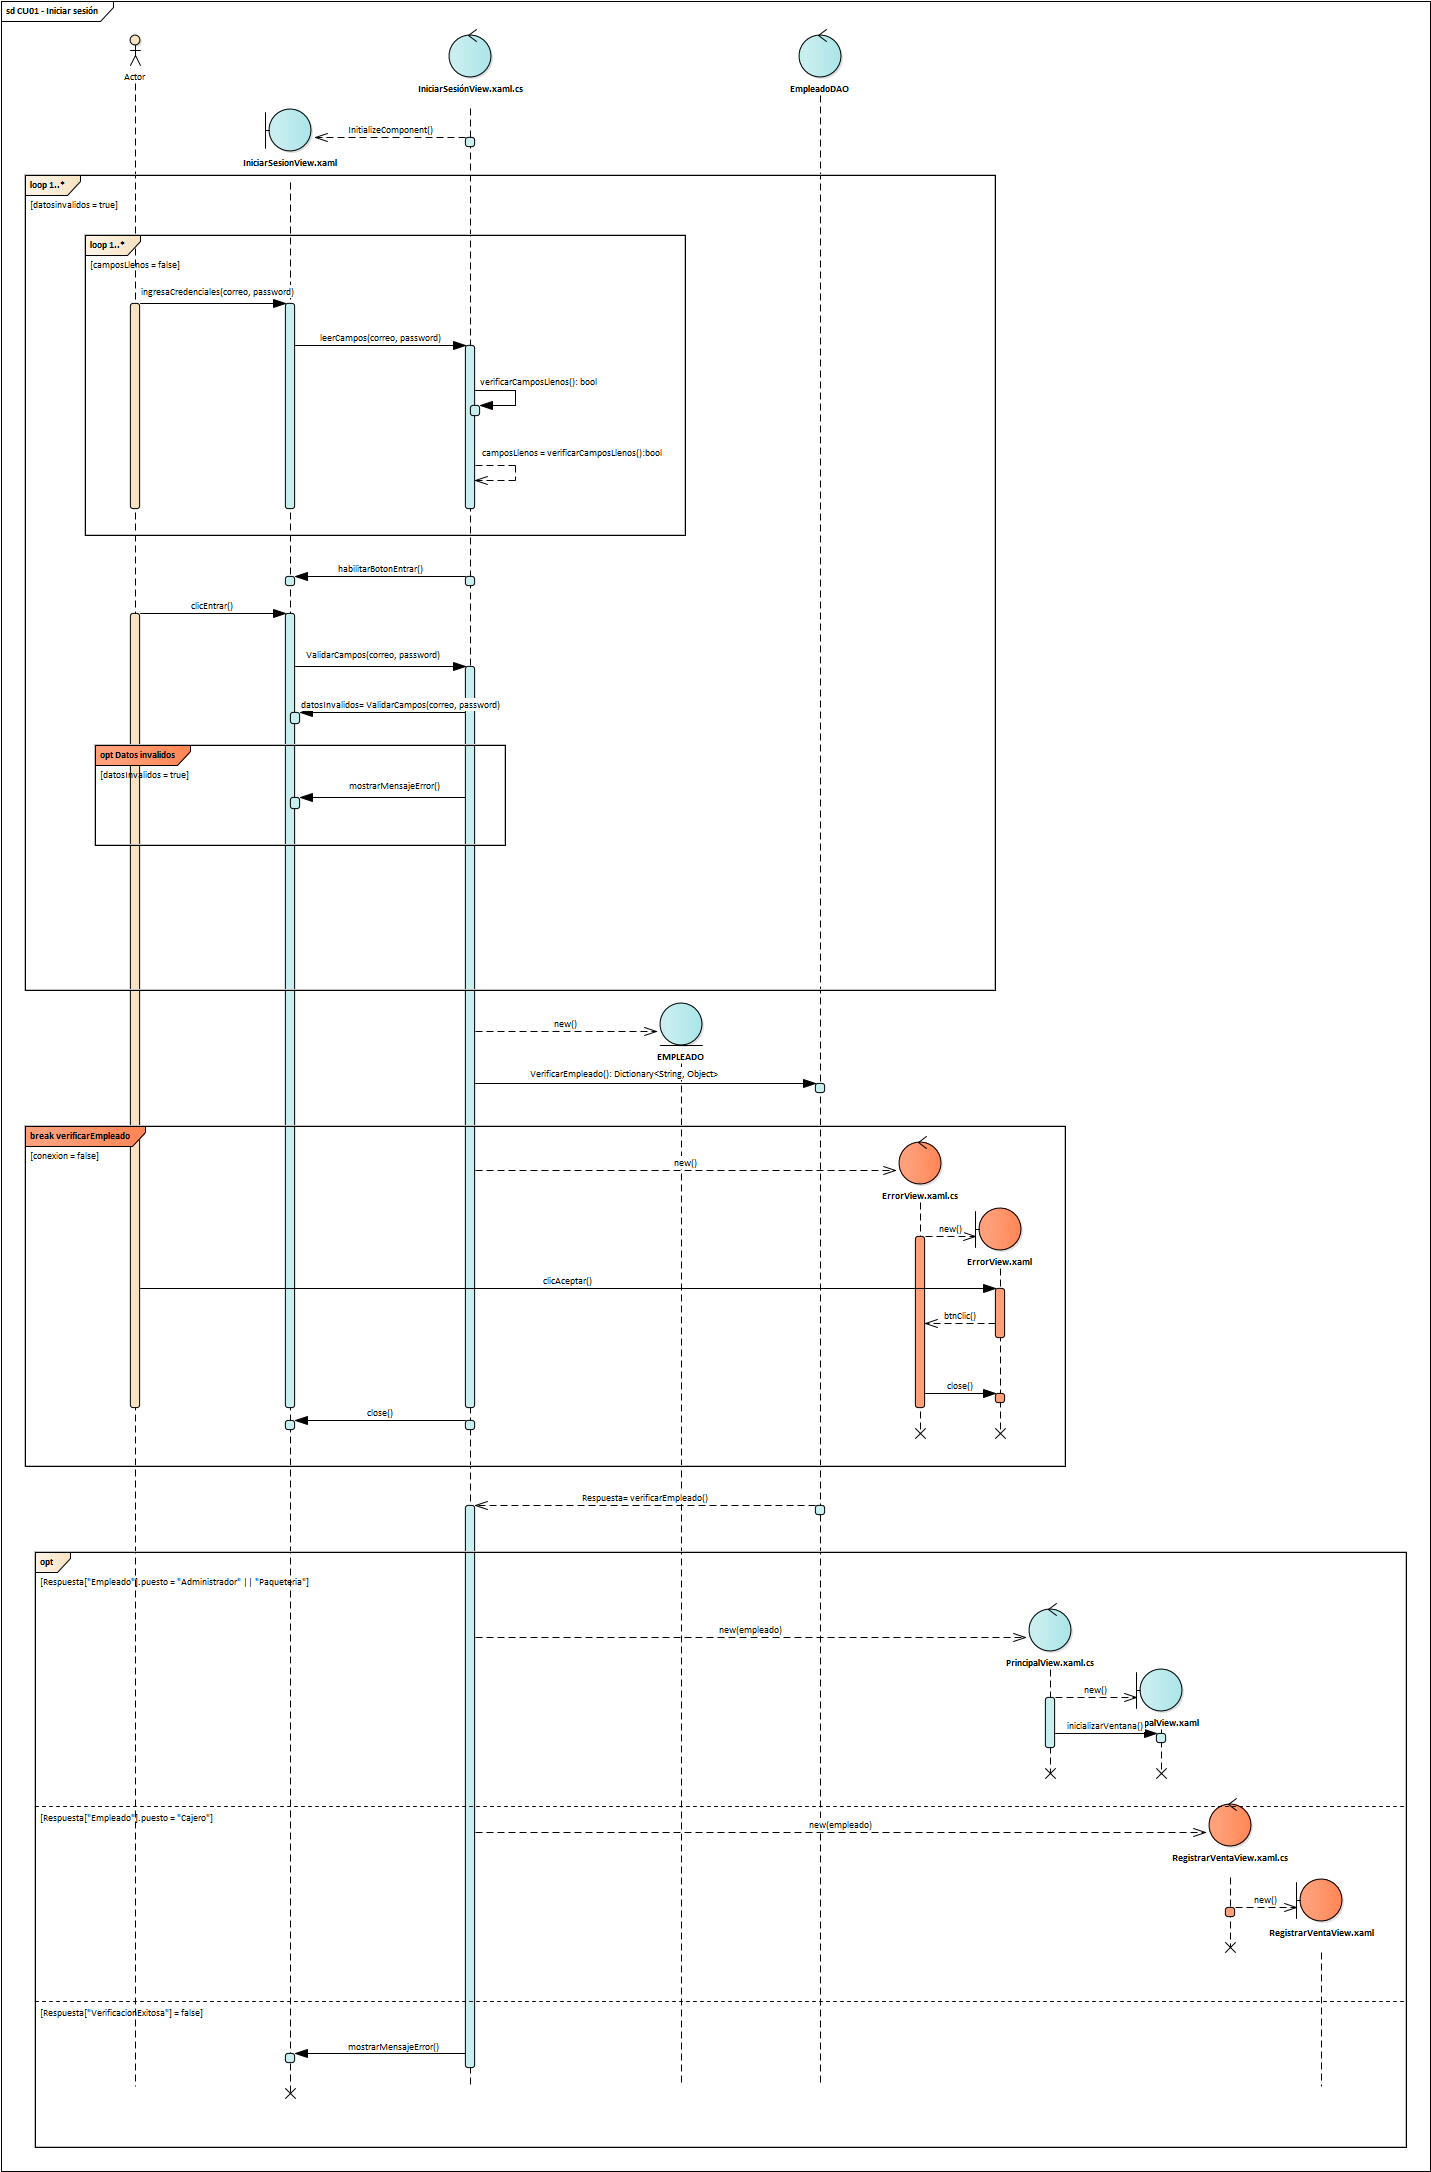 sd CU01 - Iniciar sesión
Actor
IniciarSesiónView.xaml.cs
EmpleadoDAO
InitializeComponent()
IniciarSesionView.xaml
loop 1..*
[datosinvalidos = true]
loop 1..*
[camposLlenos = false]
ingresaCredenciales(correo, password)
leerCampos(correo, password)
verificarCamposLlenos(): bool
camposLlenos = verificarCamposLlenos():bool
habilitarBotonEntrar()
clicEntrar()
ValidarCampos(correo, password)
datosInvalidos= ValidarCampos(correo, password)
opt Datos invalidos
[datosInvalidos = true]
mostrarMensajeError()
new()
EMPLEADO
VerificarEmpleado(): Dictionary<String, Object>
break verificarEmpleado
[conexion = false]
new()
ErrorView.xaml.cs
new()
ErrorView.xaml
clicAceptar()
btnClic()
close()
close()
Respuesta= verificarEmpleado()
opt
[Respuesta["Empleado"].puesto = "Administrador" || "Paqueteria"]
new(empleado)
PrincipalView.xaml.cs
new()
palView.xaml
inicializarVentana()
[Respuesta["Empleado"].puesto = "Cajero"]
new(empleado)
RegistrarVentaView.xaml.cs
new()
RegistrarVentaView.xaml
[Respuesta["VerificacionExitosa"] = false]
mostrarMensajeError()